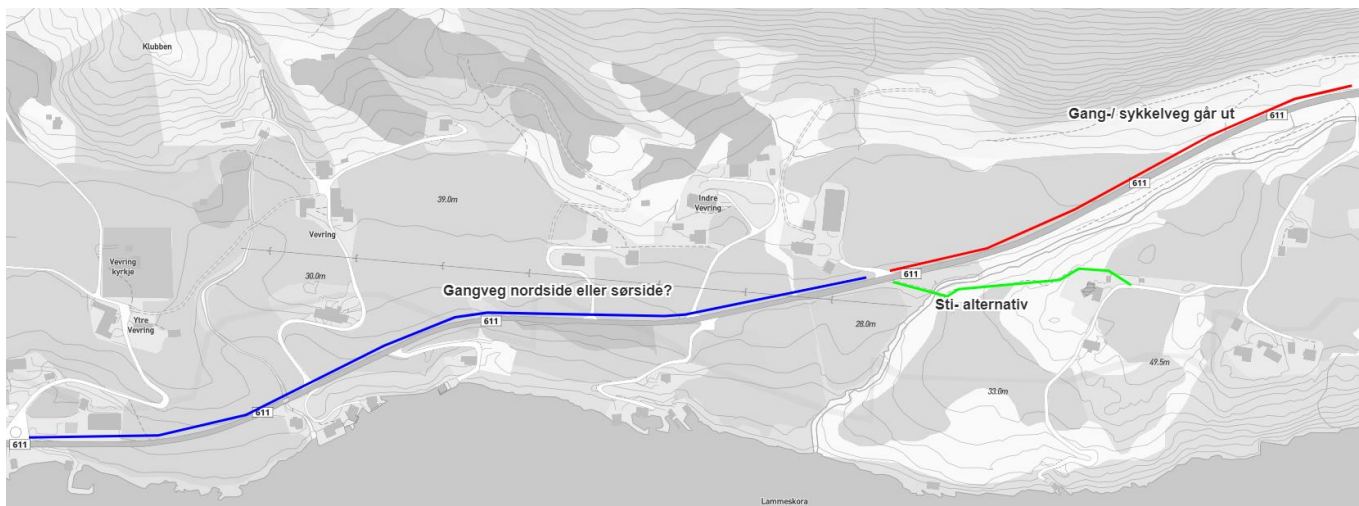 Klubben
Gang-/ sykkelveg går ut
611
611
39.0m
Indre
Vevring
Vevring
Vevring
kyrkje
30.0m
611
Gangveg nordside eller sørside?
Sti- alternativ
Ytre
Vevring
611
28.0m
49.5m
33.0m
611
611
Lammeskora